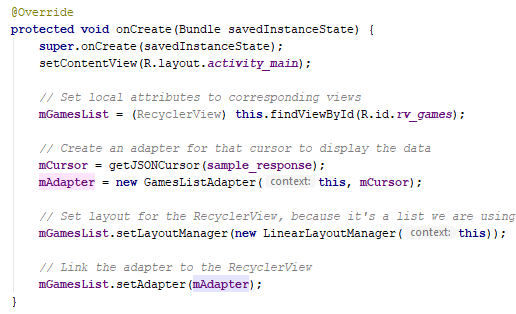 @Override
protected void onCreate(Bundle savedInstanceState) {
    super.onCreate(savedInstanceState);
    setContentView(R.layout.activity_main);

    // Set local attributes to corresponding views
    mGamesList = (RecyclerView) this.findViewById(R.id.rv_games);

    // Create an adapter for that cursor to display the data
    mCursor = getJSONCursor(sample_response);
    mAdapter = new GamesListAdapter( context: this, mCursor);

    // Set layout for the RecyclerView, because it's a list we are using
    mGamesList.setLayoutManager(new LinearLayoutManager( context: this));

    // Link the adapter to the RecyclerView
    mGamesList.setAdapter(mAdapter);
}